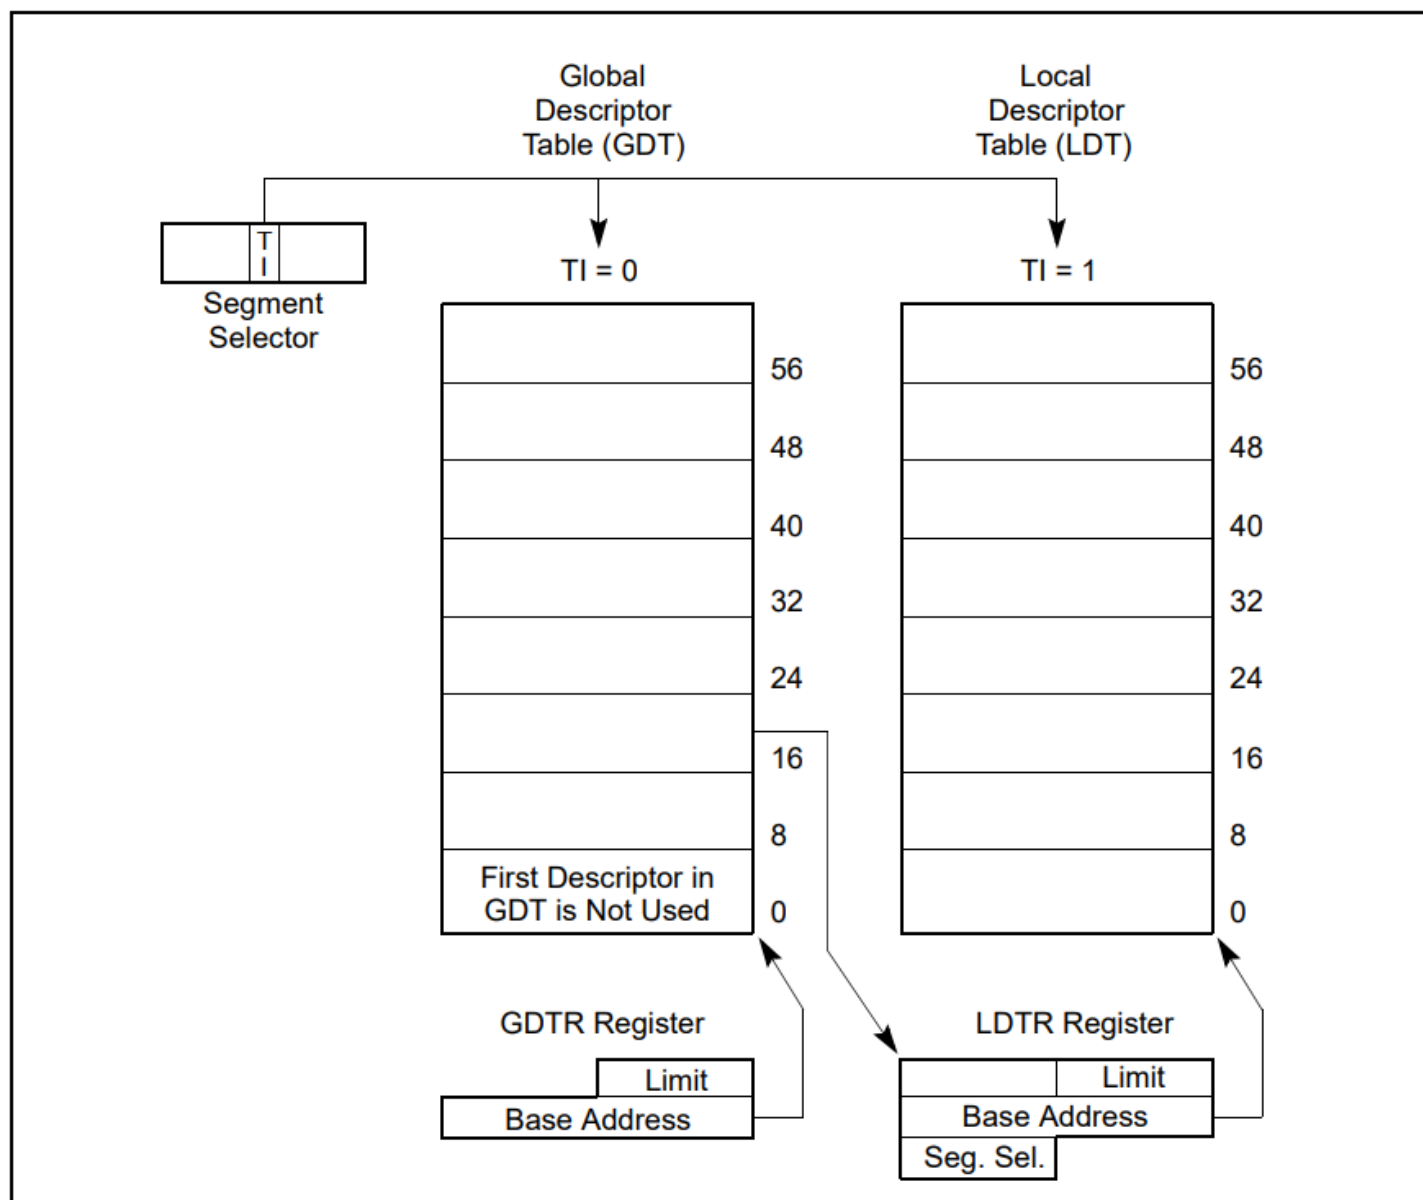 Global
Descriptor
Table (GDT)
Local
Descriptor
Table (LDT)
T
I
Segment
Selector
TI = 0
TI = 1
56
48
40
32
24
16
8
First Descriptor in
GDT is Not Used
0
56
48
40
32
24
16
8
0
GDTR Register
Limit
Base Address
LDTR Register
Limit
Base Address
Seg. Sel.